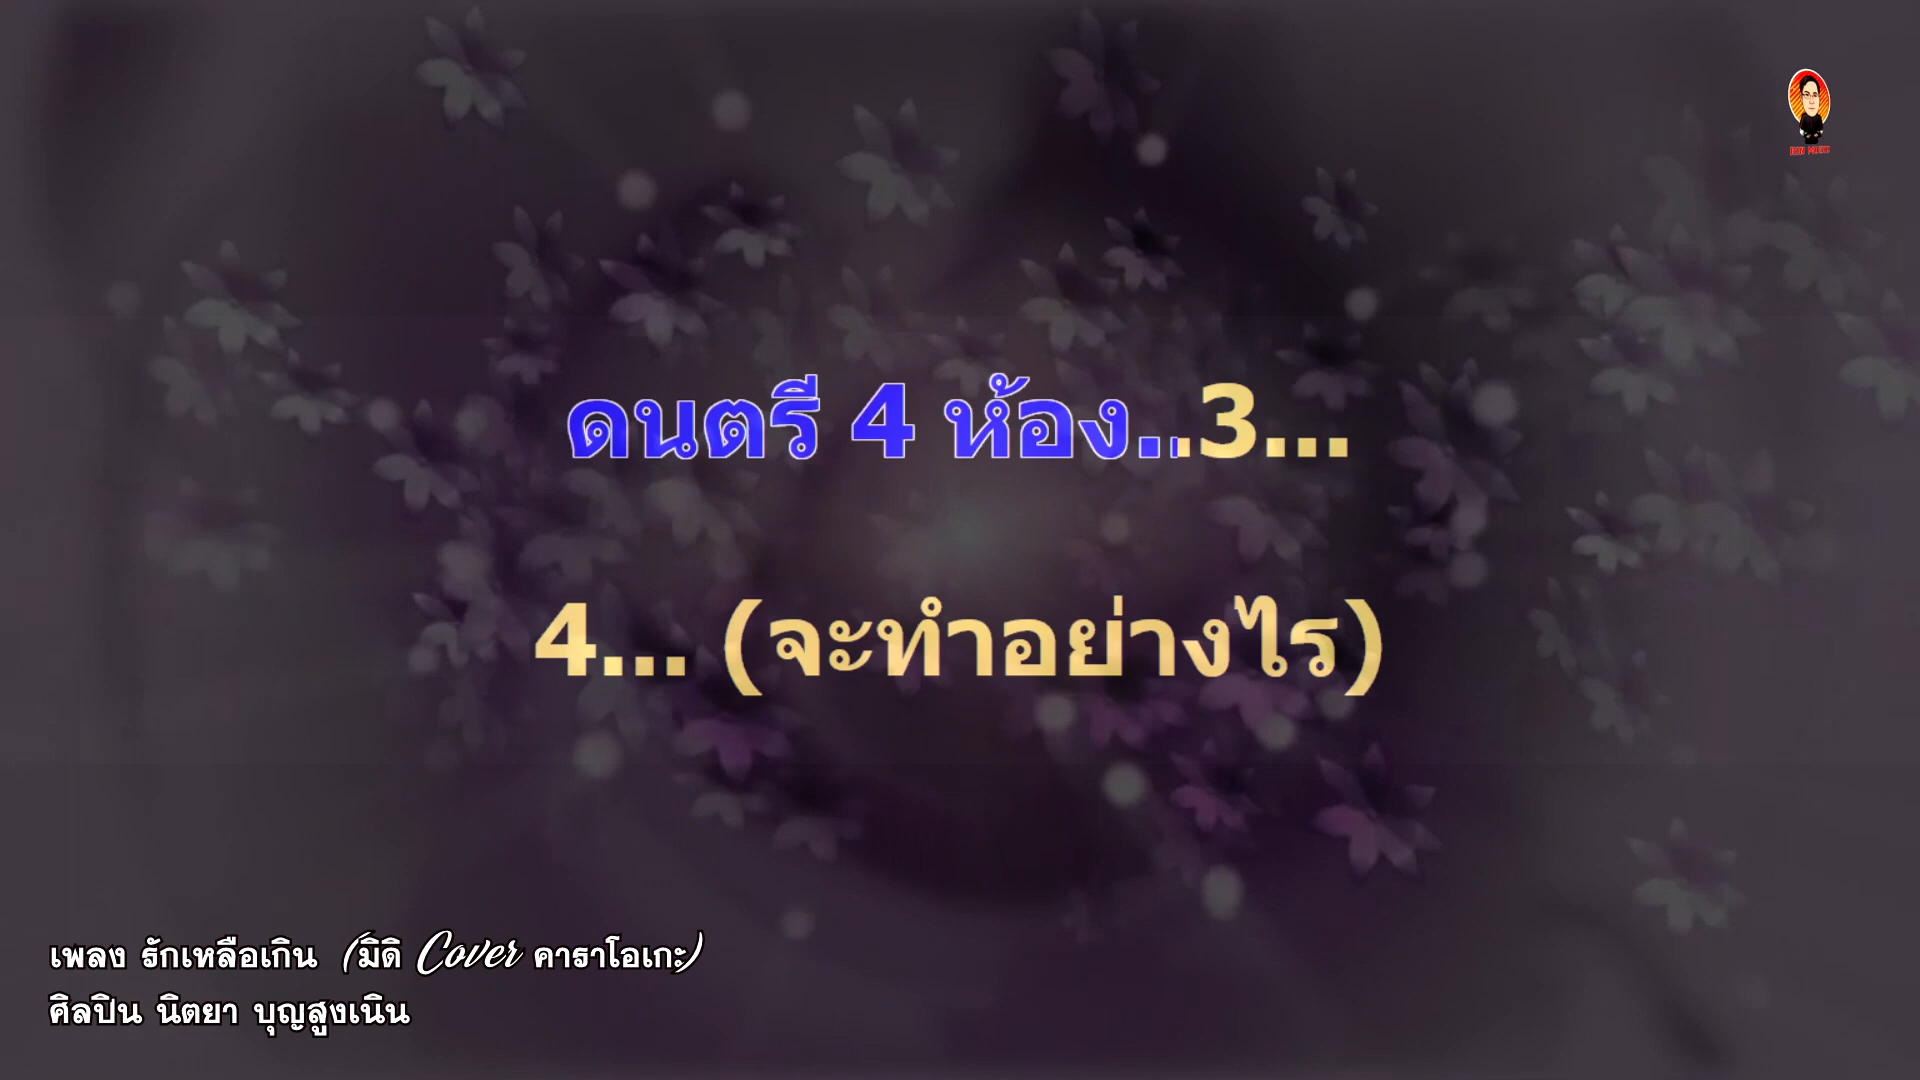 ดนตรี 4 ห้อง...3...
4... (จะทำอย่างไร)
เพลง รักเหลือเกิน (มิดิ Cover คาราโอเกะ)
ศิลปิน นิตยา บุญสูงเนิน